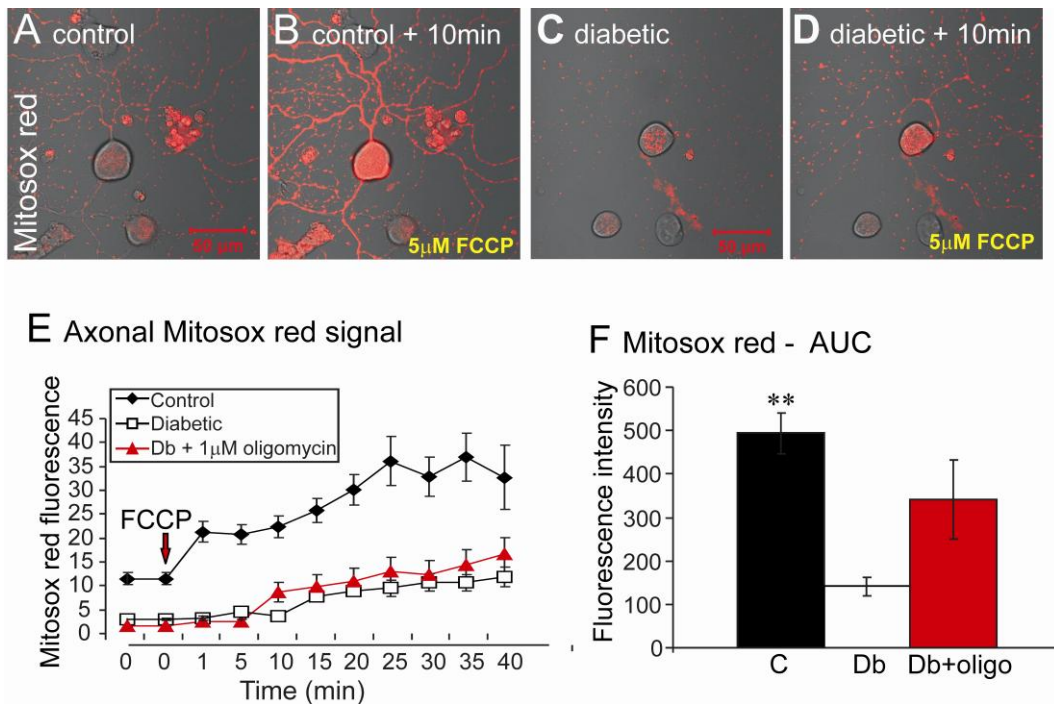 A control
B control + 10min
C diabetic
D diabetic + 10min
Mitosox red
50 μm
5μM FCCP
50 μm
5μM FCCP
E Axonal Mitosox red signal
Mitosox red fluorescence
45
40
35
30
25
20
15
10
5
0
Control
Diabetic
Db + 1μM oligomycin
FCCP
0 0 1 5 10 15 20 25 30 35 40
Time (min)
F Mitosox red - AUC
Fluorescence intensity
600
500
400
300
200
100
0
**
C Db Db+oligo